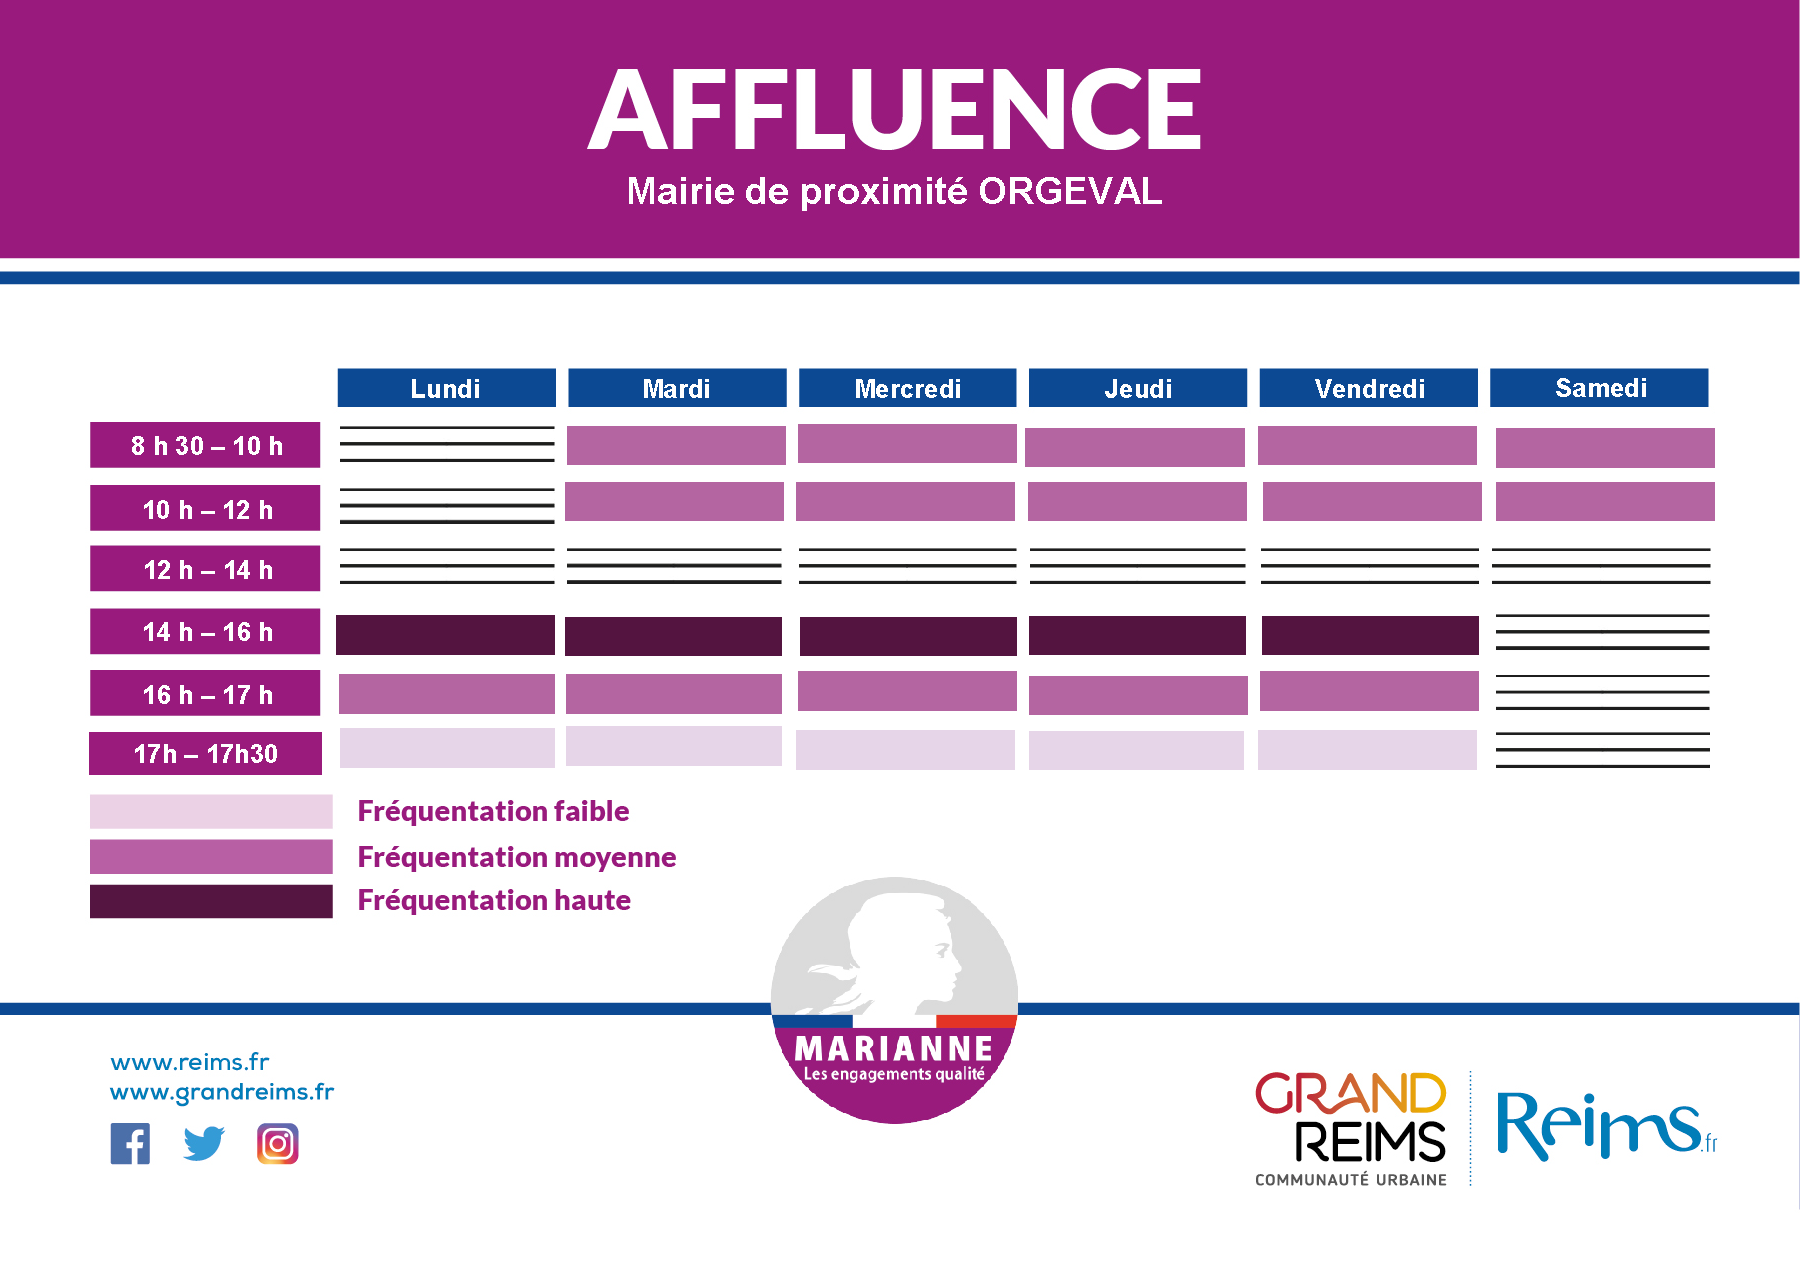 AFFLUENCE
Mairie de proximité ORGEVAL
Lundi Mardi Mercredi Jeudi Vendredi Samedi
8 h 30 – 10 h
10 h – 12 h
12 h – 14 h
14 h – 16 h
16 h – 17 h
17h – 17h30
Fréquentation faible
Fréquentation moyenne
Fréquentation haute
MARIANNE
Les engagements qualité
www.reims.fr
www.grandreims.fr
GRAND
REIMS
COMMUNAUTÉ URBAINE
Reims.fr